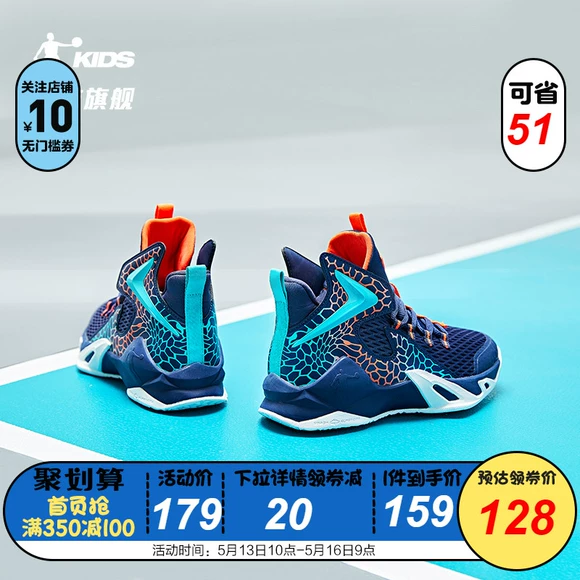 KIDS
旗舰
关注店铺
¥10
无门槛券
可省
51
聚划算
首页抢
满350减100
活动价
179
下拉详情领券减
20
1件到手价
159
预估领券价
128
活动时间：5月13日10点-5月16日9点